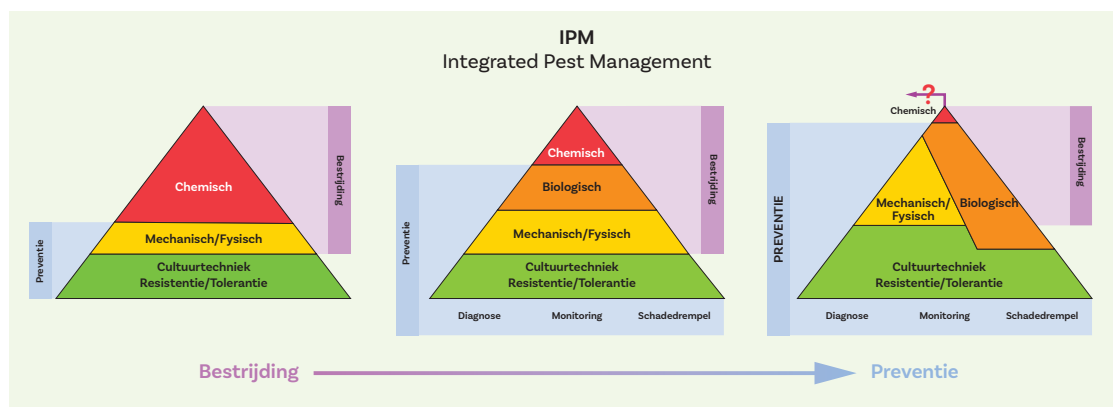 IPM
Integrated Pest Management
Chemisch
Mechanisch/Fysisch
Cultuurtechniek
Resistentie/Tolerantie
Preventie
Bestrijding
Chemisch
Biologisch
Mechanisch/Fysisch
Cultuurtechniek
Resistentie/Tolerantie
Preventie
Bestrijding
Diagnose Monitoring Schadedrempel
?
Chemisch
Mechanisch/
Fysisch
Biologisch
Cultuurtechniek
Resistentie/Tolerantie
PREVENTIE
Bestrijding
Diagnose Monitoring Schadedrempel
Bestrijding Preventie